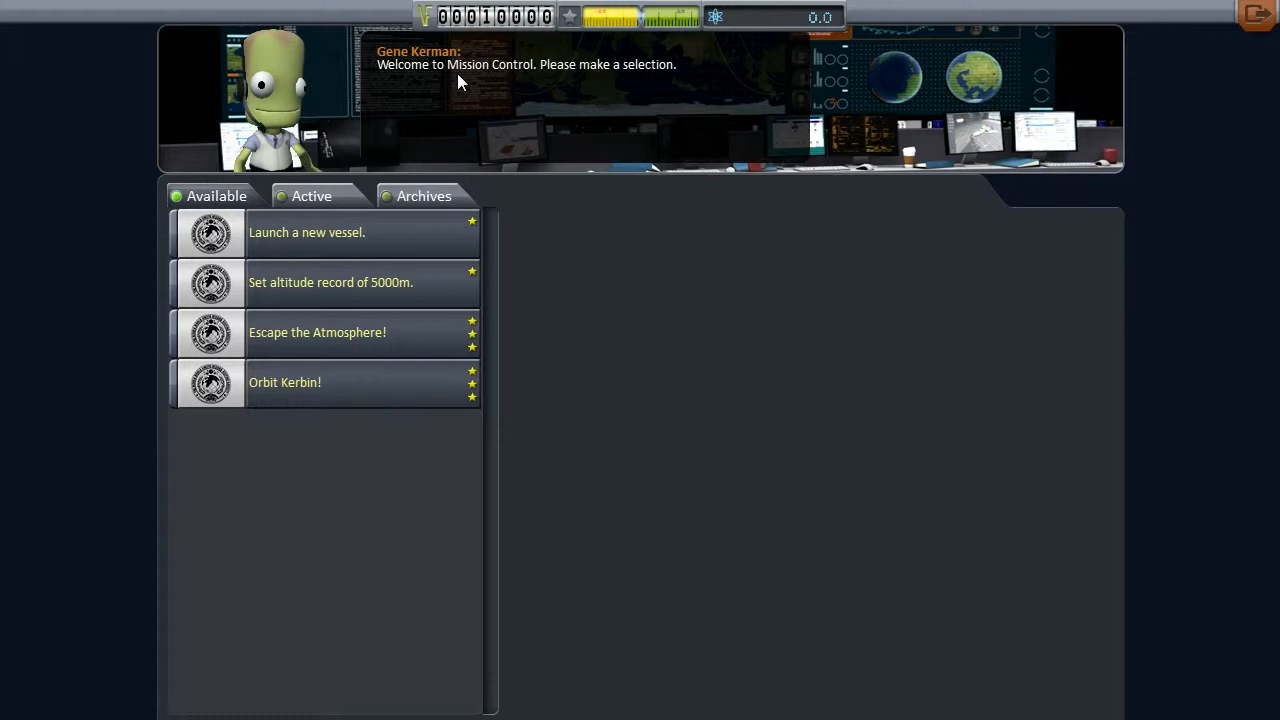 00010000
0.0
Gene Kerman:
Welcome to Mission Control. Please make a selection.
Available
Active
Archives
Launch a new vessel.
Set altitude record of 5000m.
Escape the Atmosphere!
Orbit Kerbin!